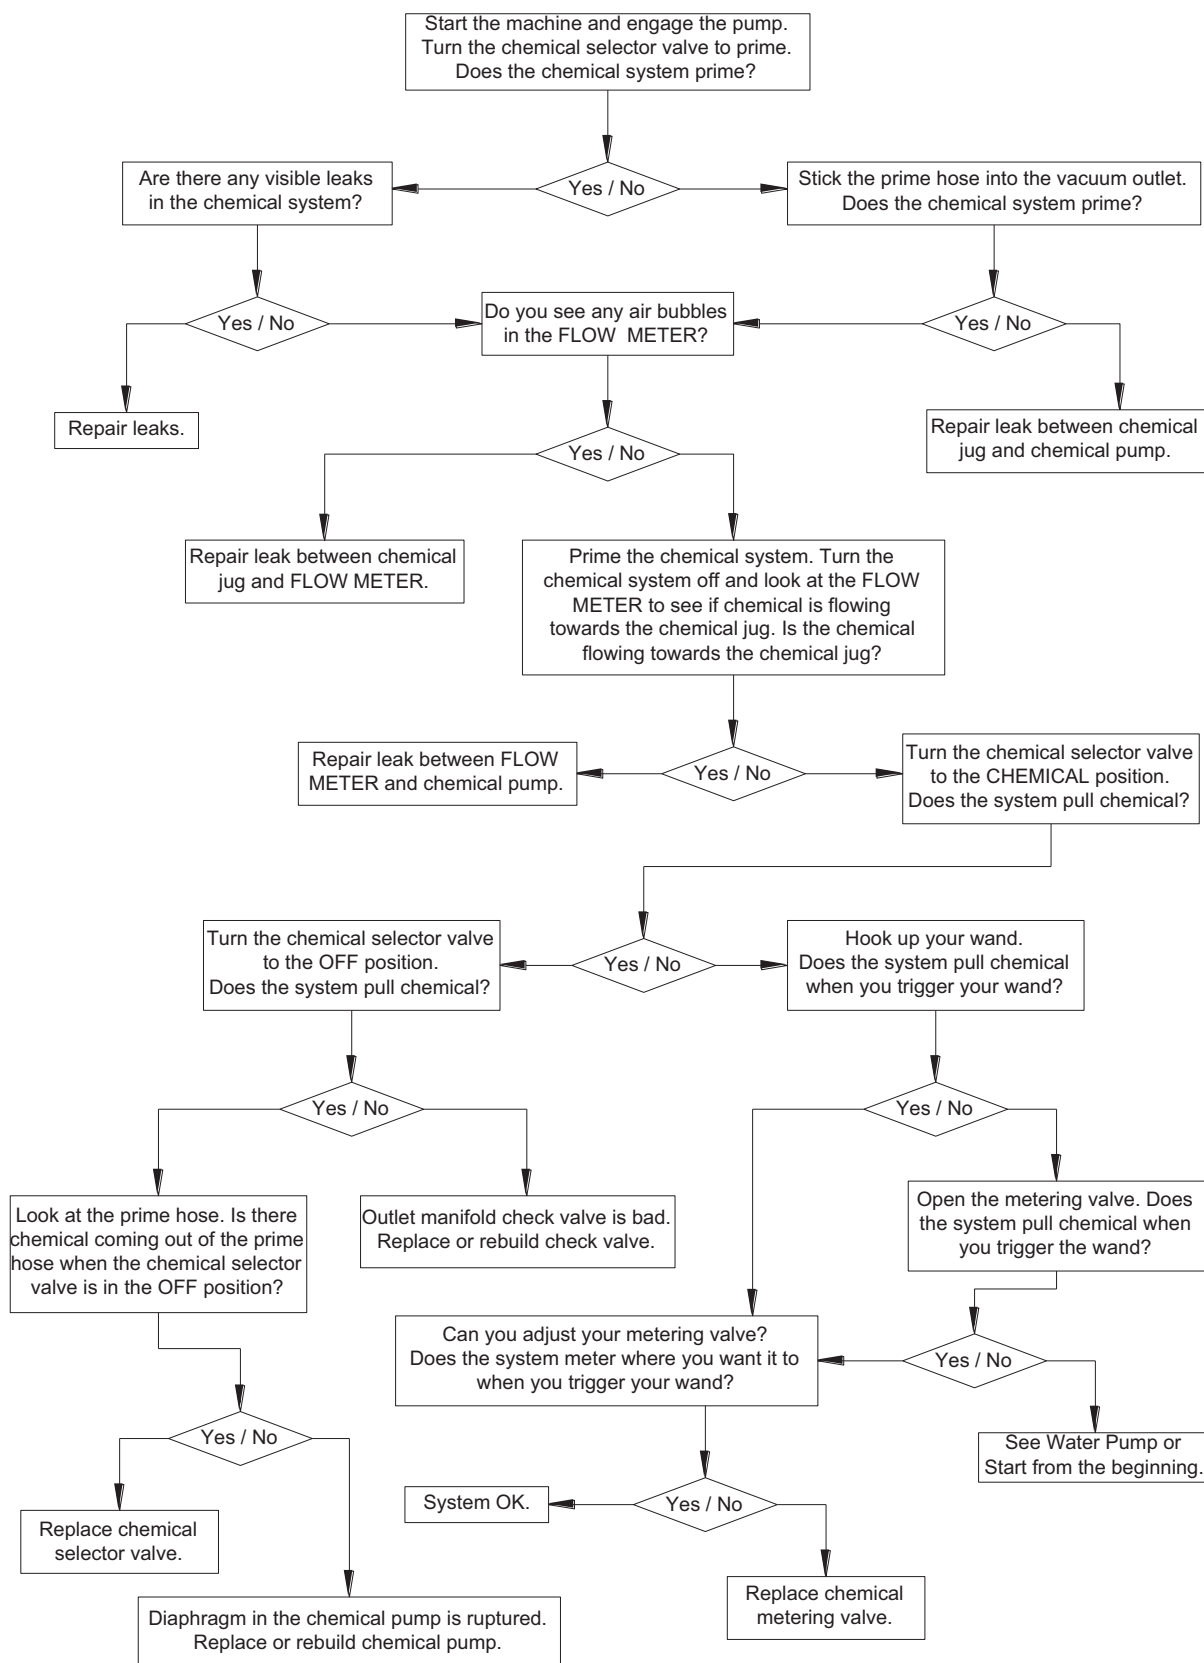 Start the machine and engage the pump.
Turn the chemical selector valve to prime.
Does the chemical system prime?
Are there any visible leaks
in the chemical system?
Yes / No
Stick the prime hose into the vacuum outlet.
Does the chemical system prime?
Yes / No
Do you see any air bubbles
in the FLOW METER?
Yes / No
Repair leaks.
Yes / No
Repair leak between chemical
jug and chemical pump.
Repair leak between chemical
jug and FLOW METER.
Prime the chemical system. Turn the
chemical system off and look at the FLOW
METER to see if chemical is flowing
towards the chemical jug. Is the chemical
flowing towards the chemical jug?
Repair leak between FLOW
METER and chemical pump.
Yes / No
Turn the chemical selector valve
to the CHEMICAL position.
Does the system pull chemical?
Turn the chemical selector valve
to the OFF position.
Does the system pull chemical?
Yes / No
Hook up your wand.
Does the system pull chemical
when you trigger your wand?
Yes / No
Yes / No
Look at the prime hose. Is there
chemical coming out of the prime
hose when the chemical selector
valve is in the OFF position?
Outlet manifold check valve is bad.
Replace or rebuild check valve.
Open the metering valve. Does
the system pull chemical when
you trigger the wand?
Can you adjust your metering valve?
Does the system meter where you want it to
when you trigger your wand?
Yes / No
Yes / No
See Water Pump or
Start from the beginning.
System OK.
Yes / No
Replace chemical
selector valve.
Replace chemical
metering valve.
Diaphragm in the chemical pump is ruptured.
Replace or rebuild chemical pump.